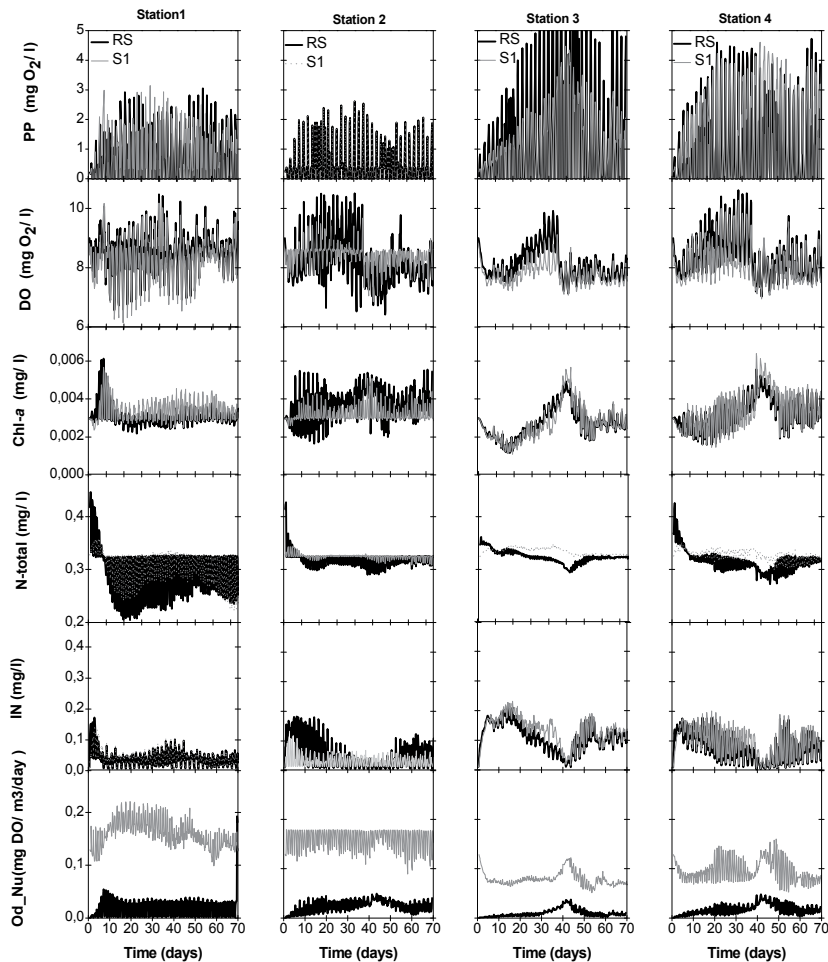 Station1 Station 2 Station 3 Station 4
PP (mg O2/ l)
5
4
3
2
1
0
RS
S1
RS
S1
RS
S1
RS
S1
DO (mg O2/ l)
10
8
6
Chl-a (mg/ l)
0,006
0,004
0,002
0,000
N-total (mg/ l)
0,4
0,3
0,2
IN (mg/l)
0,4
0,3
0,2
0,1
0,0
Od_Nu(mg DO/ m3/day )
0,2
0,1
0,0
0 10 20 30 40 50 60 70
0 10 20 30 40 50 60 70
0 10 20 30 40 50 60 70
0 10 20 30 40 50 60 70
Time (days) Time (days) Time (days) Time (days)